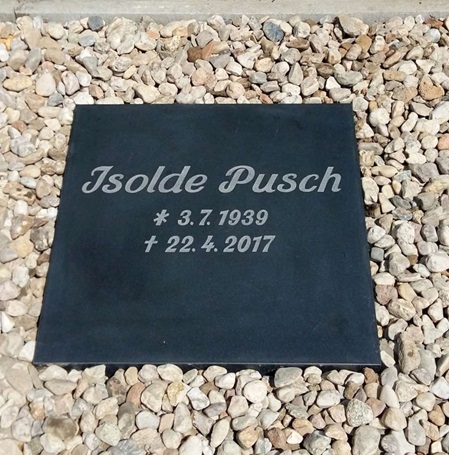 Isolde Pusch
* 3. 7. 1939
† 22. 4. 2017